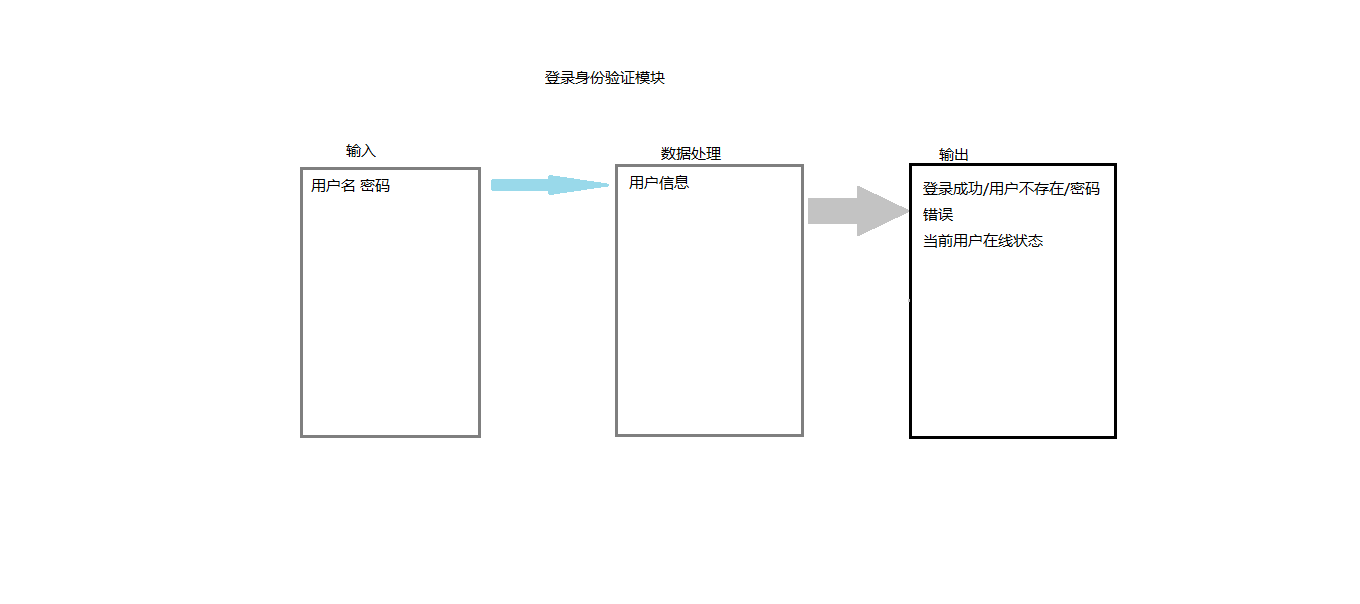 登录身份验证模块
输入
数据处理
输出
用户名 密码
用户信息
登录成功/用户不存在/密码
错误
当前用户在线状态